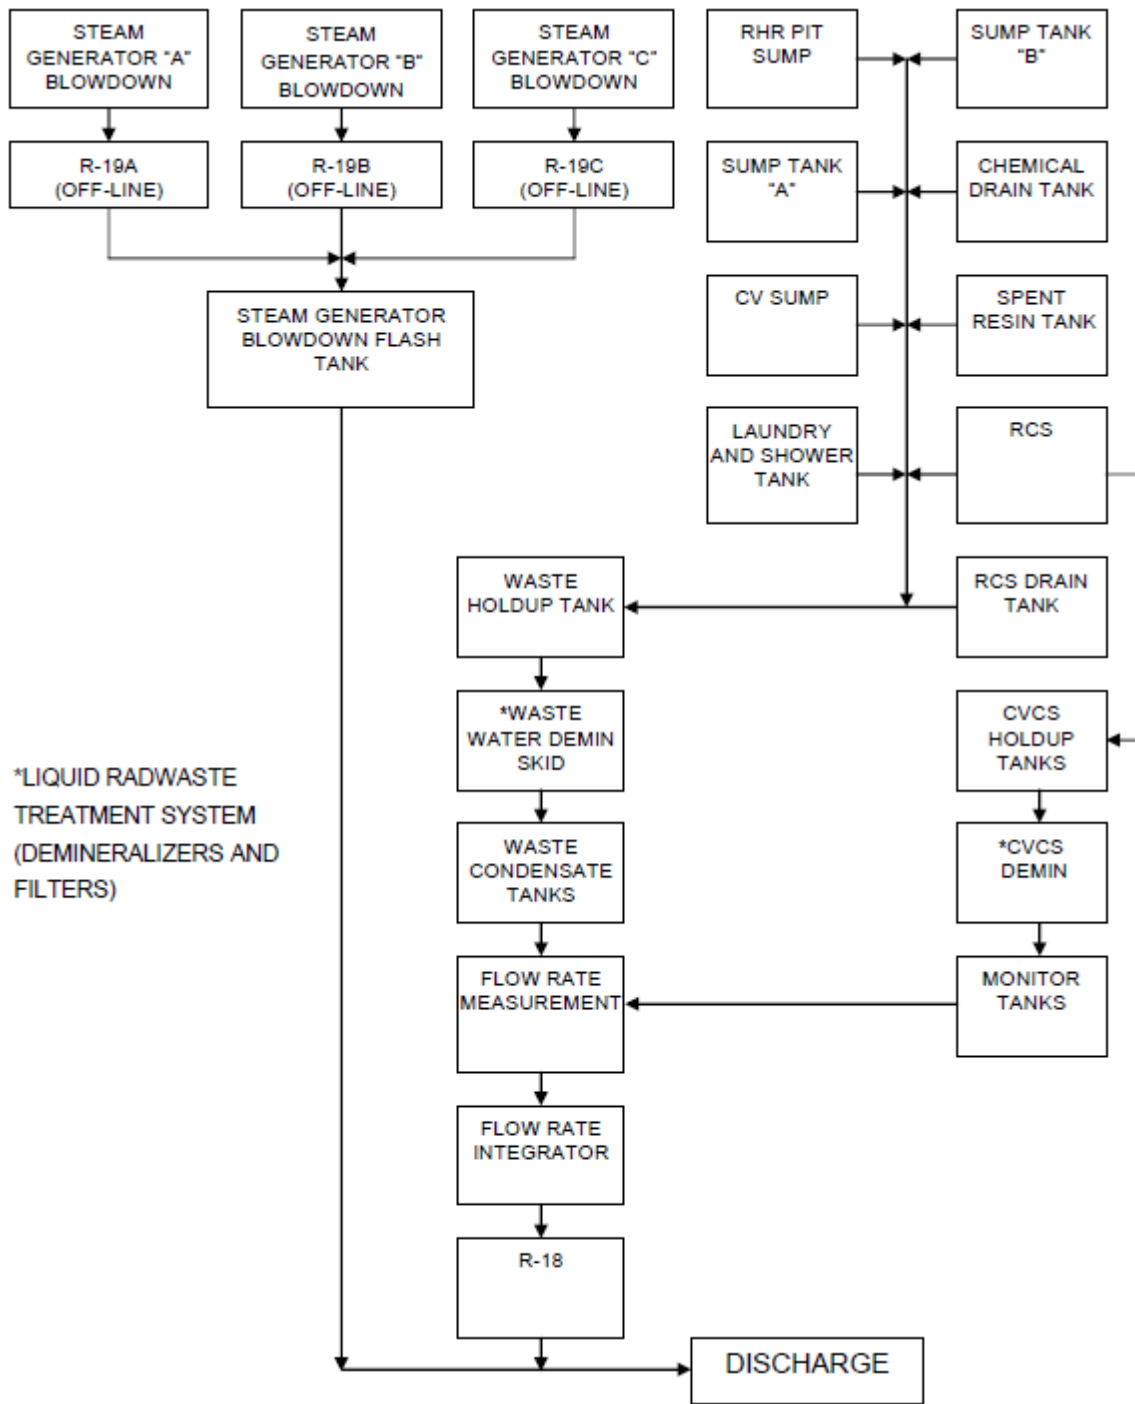 STEAM
GENERATOR "A"
BLOWDOWN
STEAM
GENERATOR "B"
BLOWDOWN
STEAM
GENERATOR "C"
BLOWDOWN
RHR PIT
SUMP
SUMP TANK
"B"
R-19A
(OFF-LINE)
R-19B
(OFF-LINE)
R-19C
(OFF-LINE)
SUMP TANK
"A"
CHEMICAL
DRAIN TANK
STEAM GENERATOR
BLOWDOWN FLASH
TANK
CV SUMP
SPENT
RESIN TANK
LAUNDRY
AND SHOWER
TANK
RCS
WASTE
HOLDUP TANK
RCS DRAIN
TANK
*WASTE
WATER DEMIN
SKID
CVCS
HOLDUP
TANKS
*LIQUID RADWASTE
TREATMENT SYSTEM
(DEMINERALIZERS AND
FILTERS)
WASTE
CONDENSATE
TANKS
*CVCS
DEMIN
FLOW RATE
MEASUREMENT
MONITOR
TANKS
FLOW RATE
INTEGRATOR
R-18
DISCHARGE